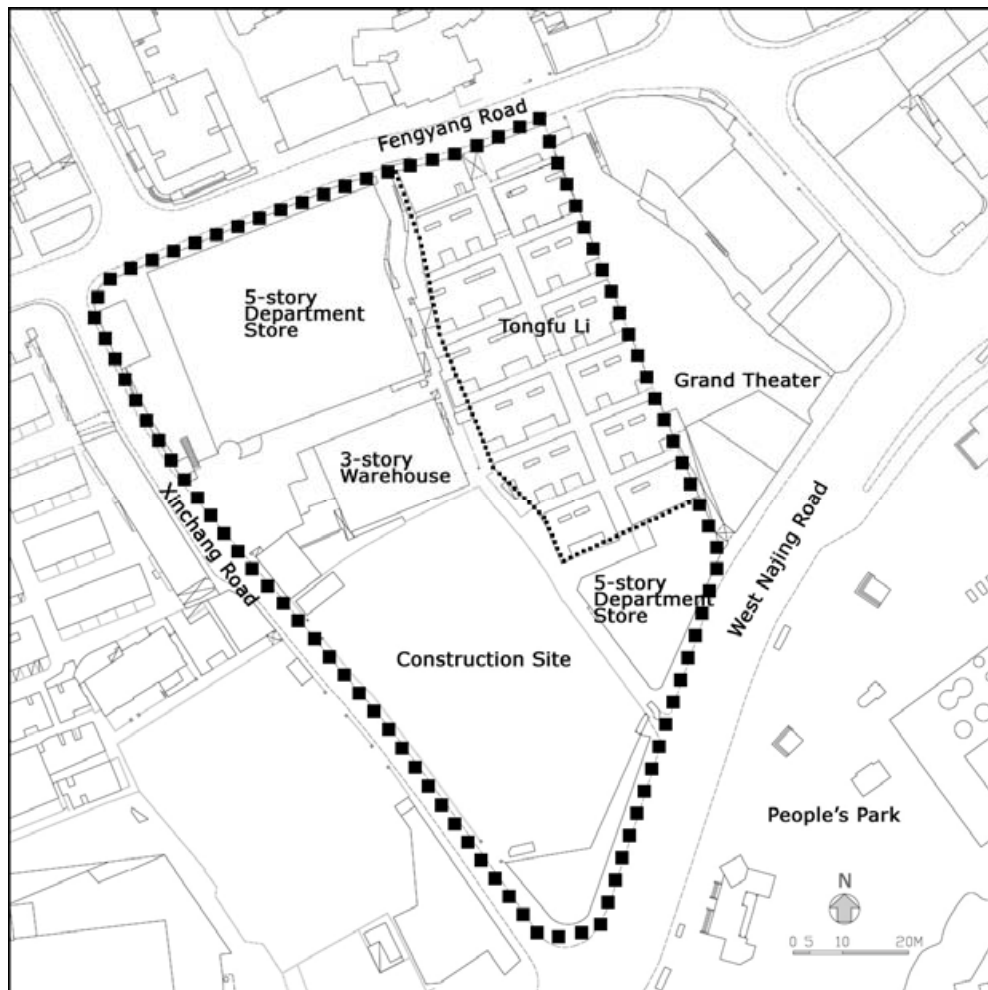 Fengyang Road
5-story
Department
Store
Tongfu Li
Grand Theater
3-story
Warehouse
Xinchang Road
West Najing Road
5-story
Department
Store
Construction Site
People's Park
N
0 5 10 20M